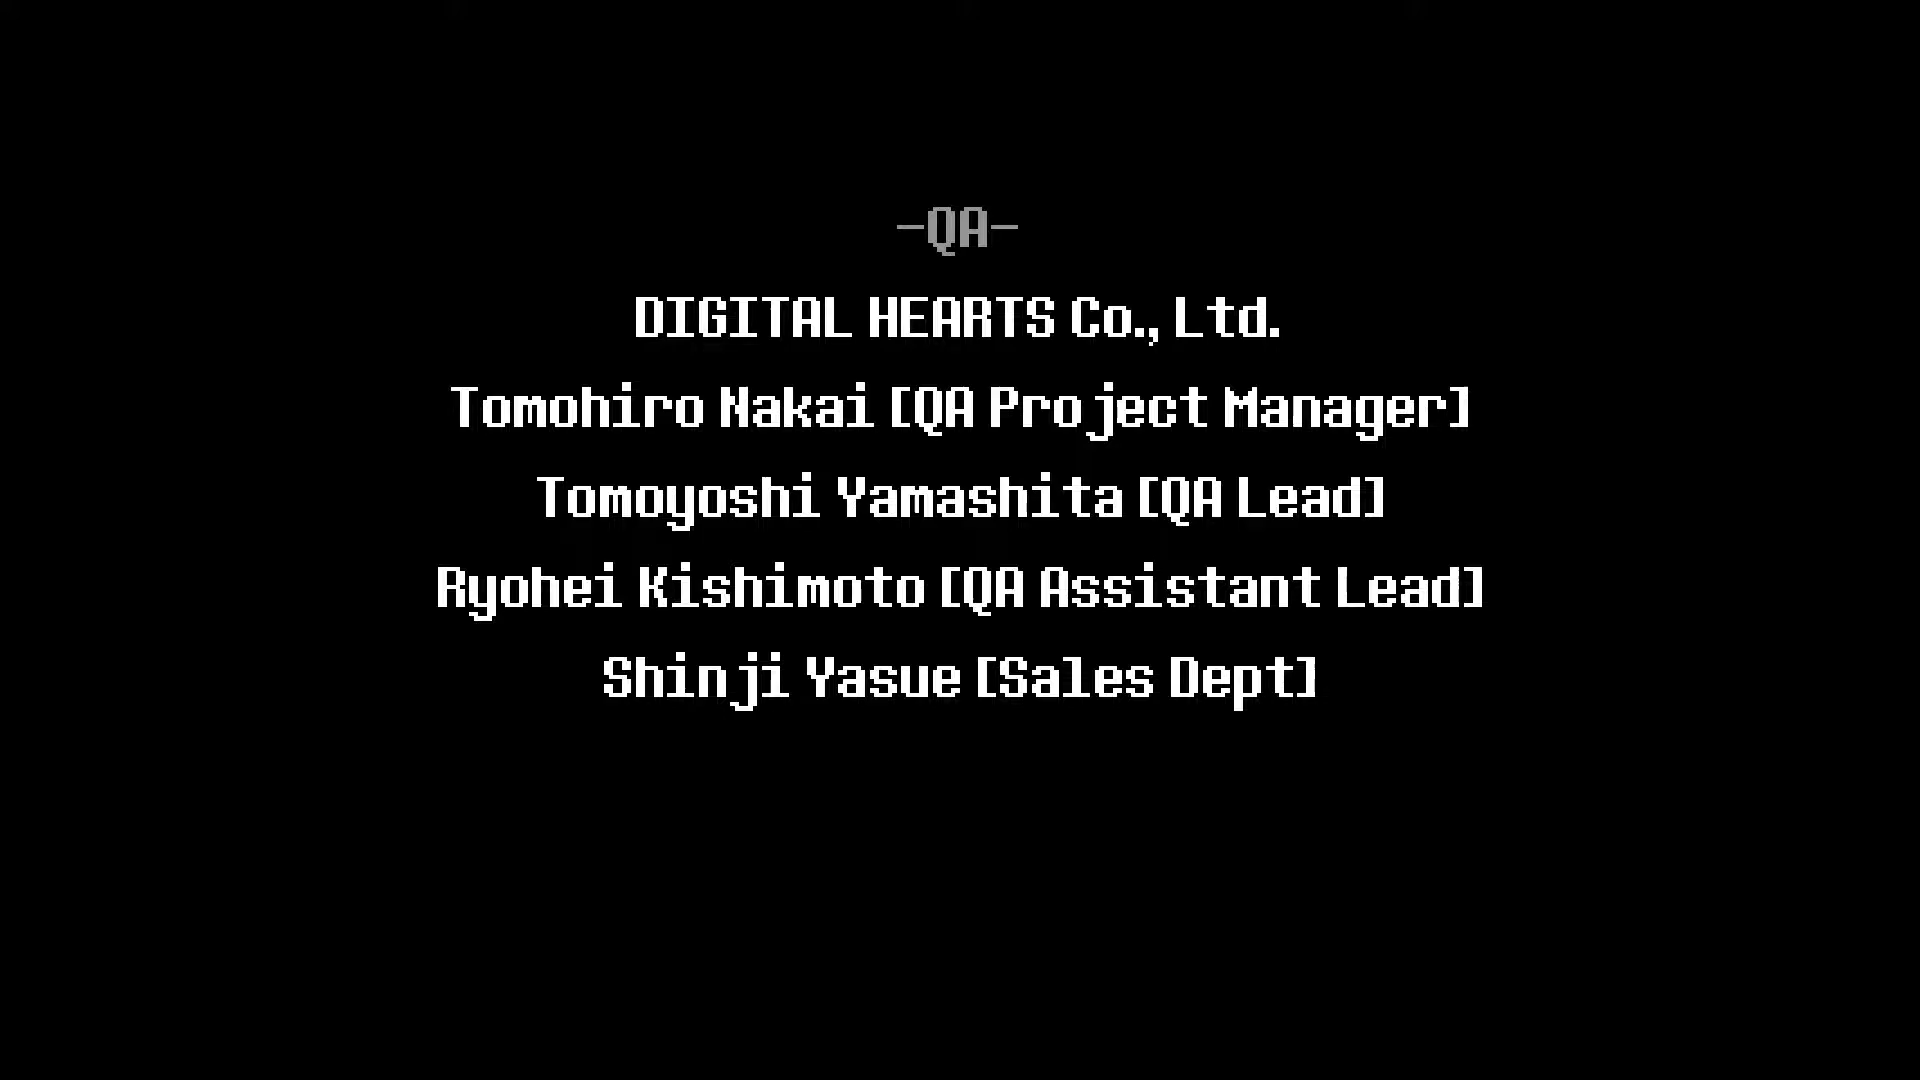 -QA-
DIGITAL HEARTS Co., Ltd.
Tomohiro Nakai [QA Project Manager]
Tomoyoshi Yamashita [QA Lead]
Ryohei Kishimoto [QA Assistant Lead]
Shinji Yasue [Sales Dept]